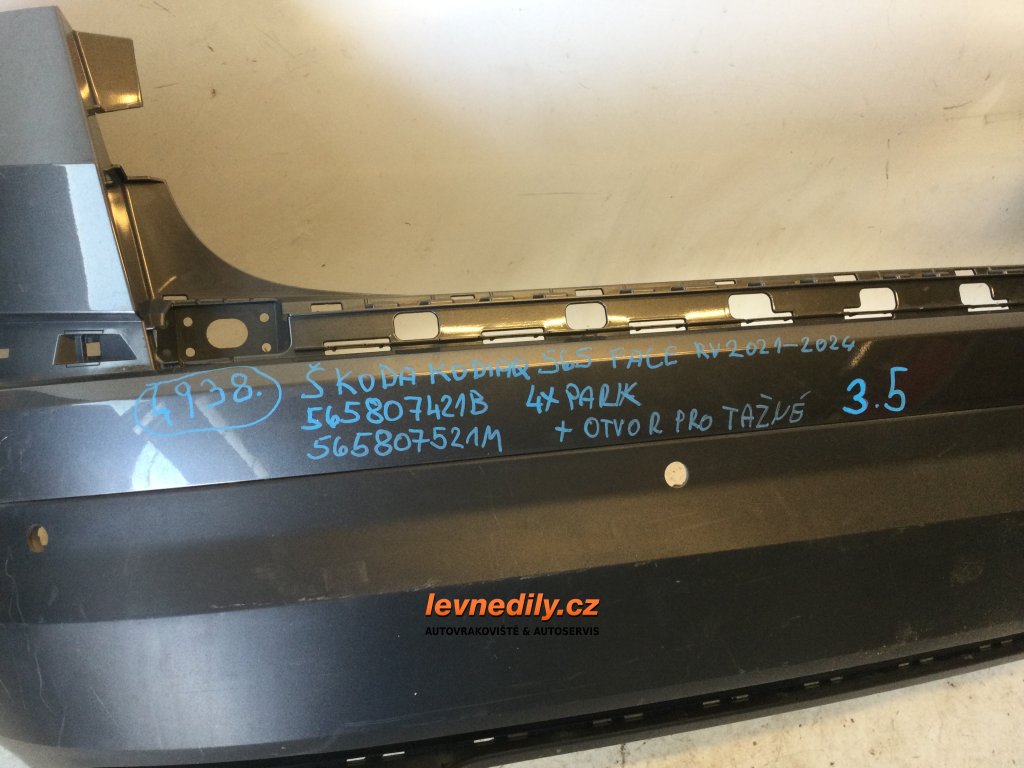 4938. ŠKODA KODIAQ 565 FACE RV2021-2024
565807421B 4X PARK 3.5
565807521M + OTVOR PRO TAŽNÉ
levnedily.cz
AUTOVRAKOVIŠTĚ & AUTOSERVIS